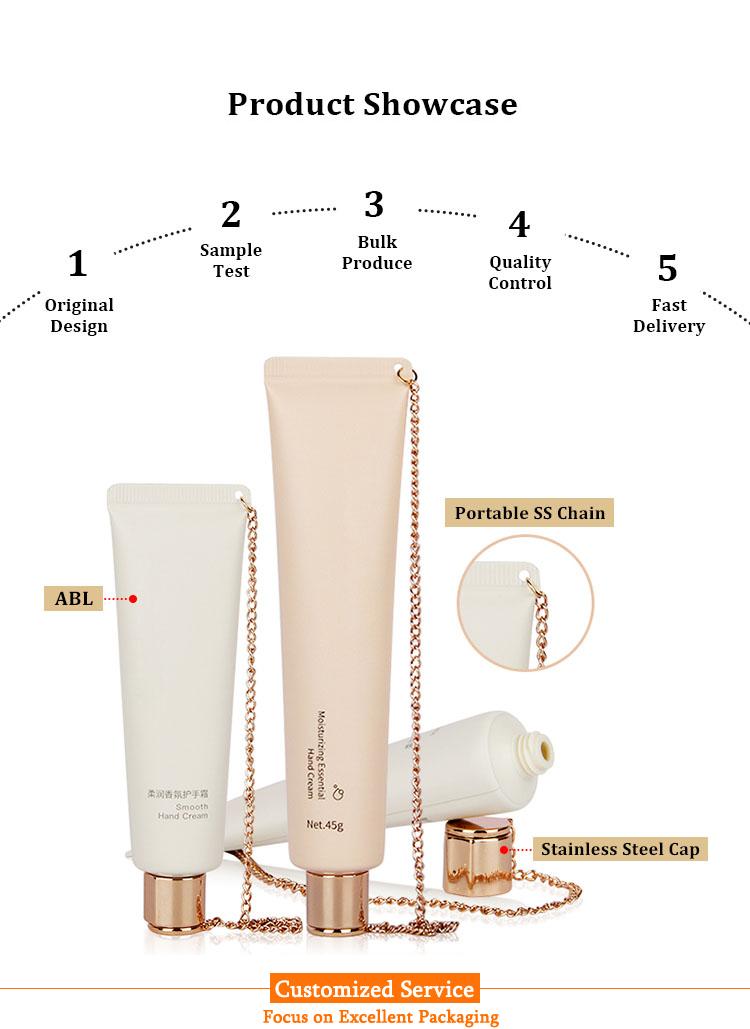 Product Showcase
1
Original
Design
2
Sample
Test
3
Bulk
Produce
4
Quality
Control
5
Fast
Delivery
Portable SS Chain
ABL
Moisturizing Essential
Hand Cream
Net.45g
柔润香氛护手霜
Smooth
Hand Cream
Stainless Steel Cap
Customized Service
Focus on Excellent Packaging